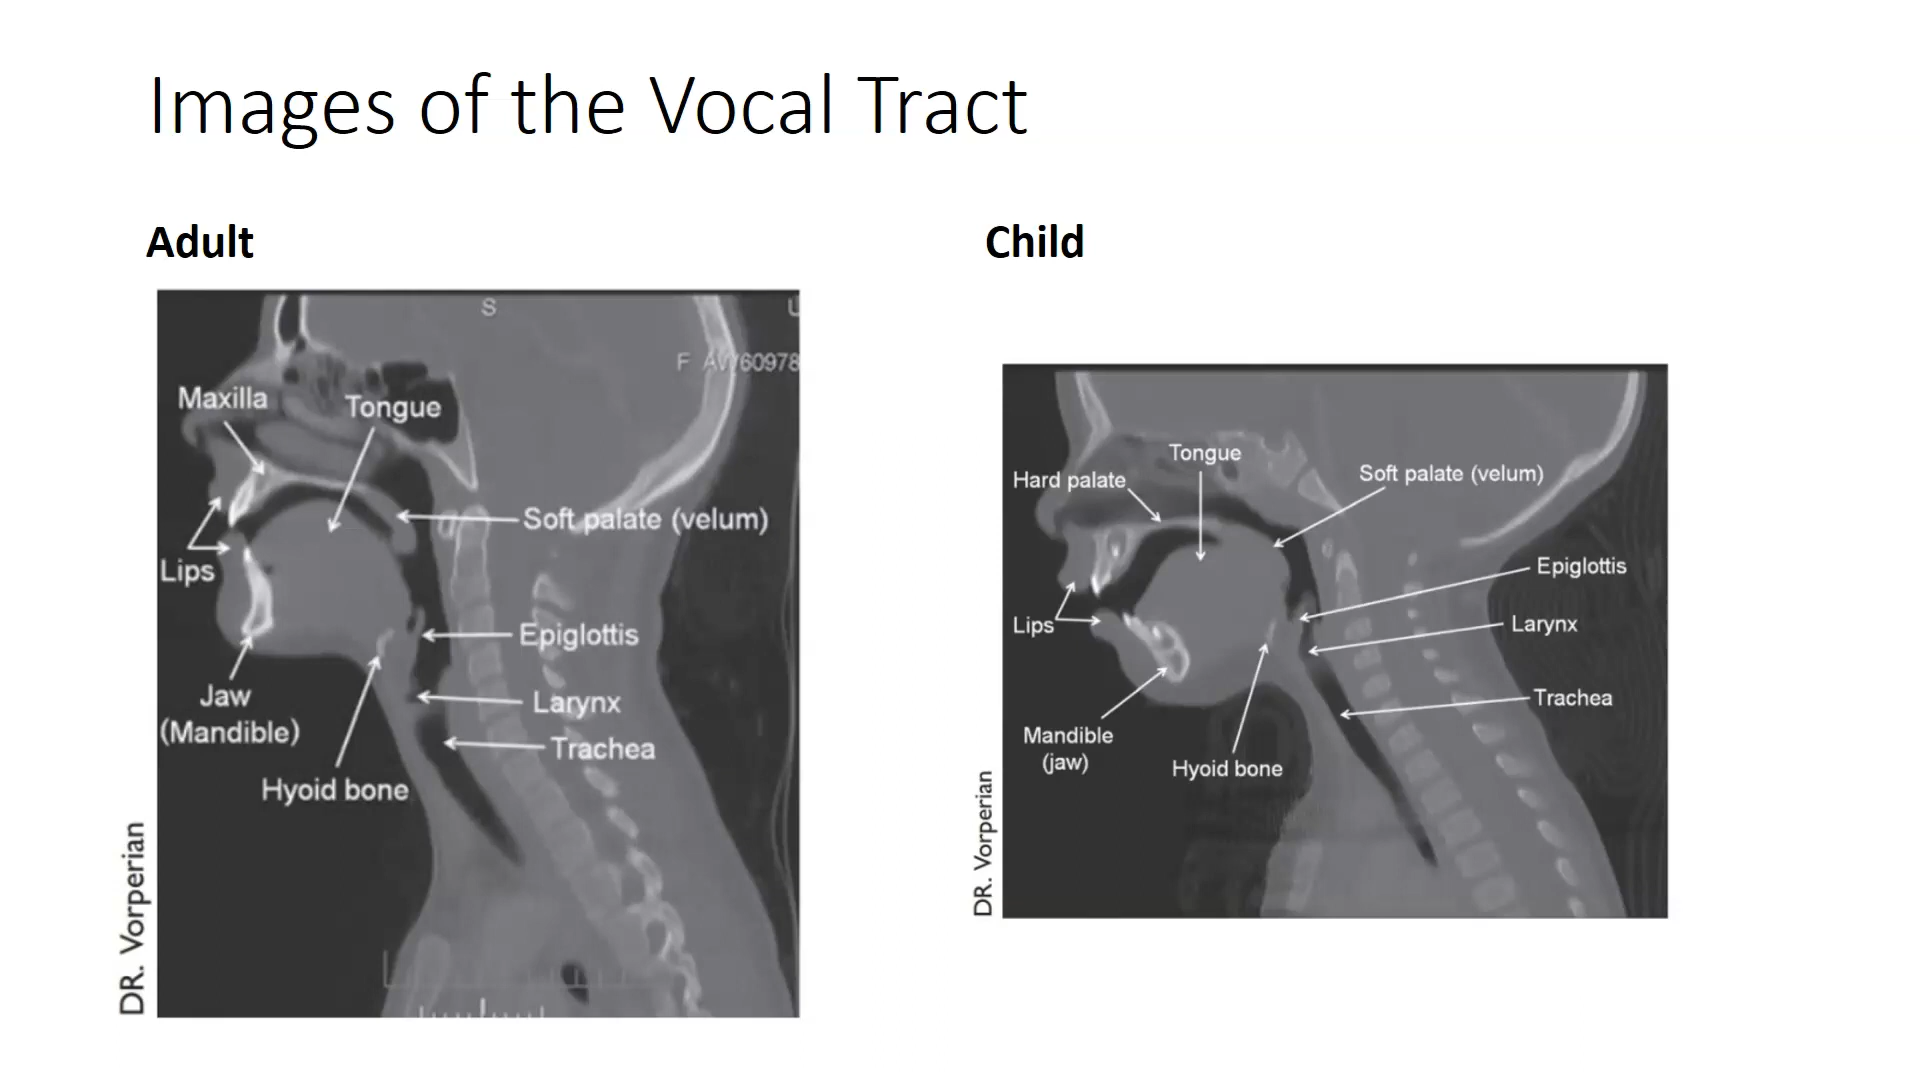 Images of the Vocal Tract
Adult
S
F AW60978
Maxilla
Tongue
Soft palate (velum)
Lips
Epiglottis
Jaw
(Mandible)
Larynx
Trachea
Hyoid bone
DR. Vorperian
Child
Tongue
Soft palate (velum)
Hard palate
Epiglottis
Lips
Larynx
Trachea
Mandible
(jaw)
Hyoid bone
DR. Vorperian